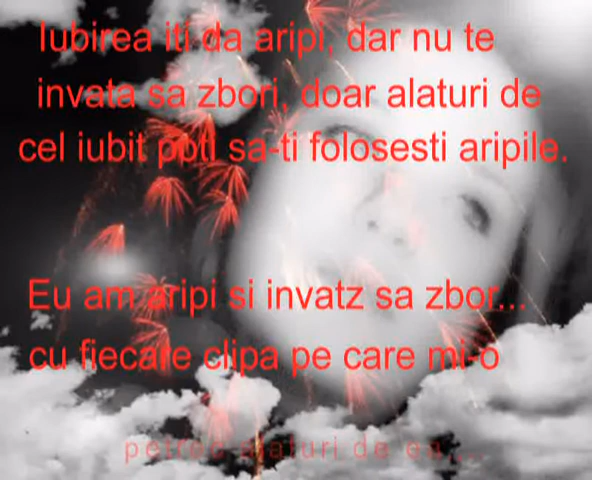 Iubirea iti da aripi, dar nu te
invata sa zbori, doar alaturi de
cel iubit poti sa-ti folosesti aripile.
Eu am aripi si invatz sa zbor...
cu fiecare clipa pe care mi-o
petrec alaturi de